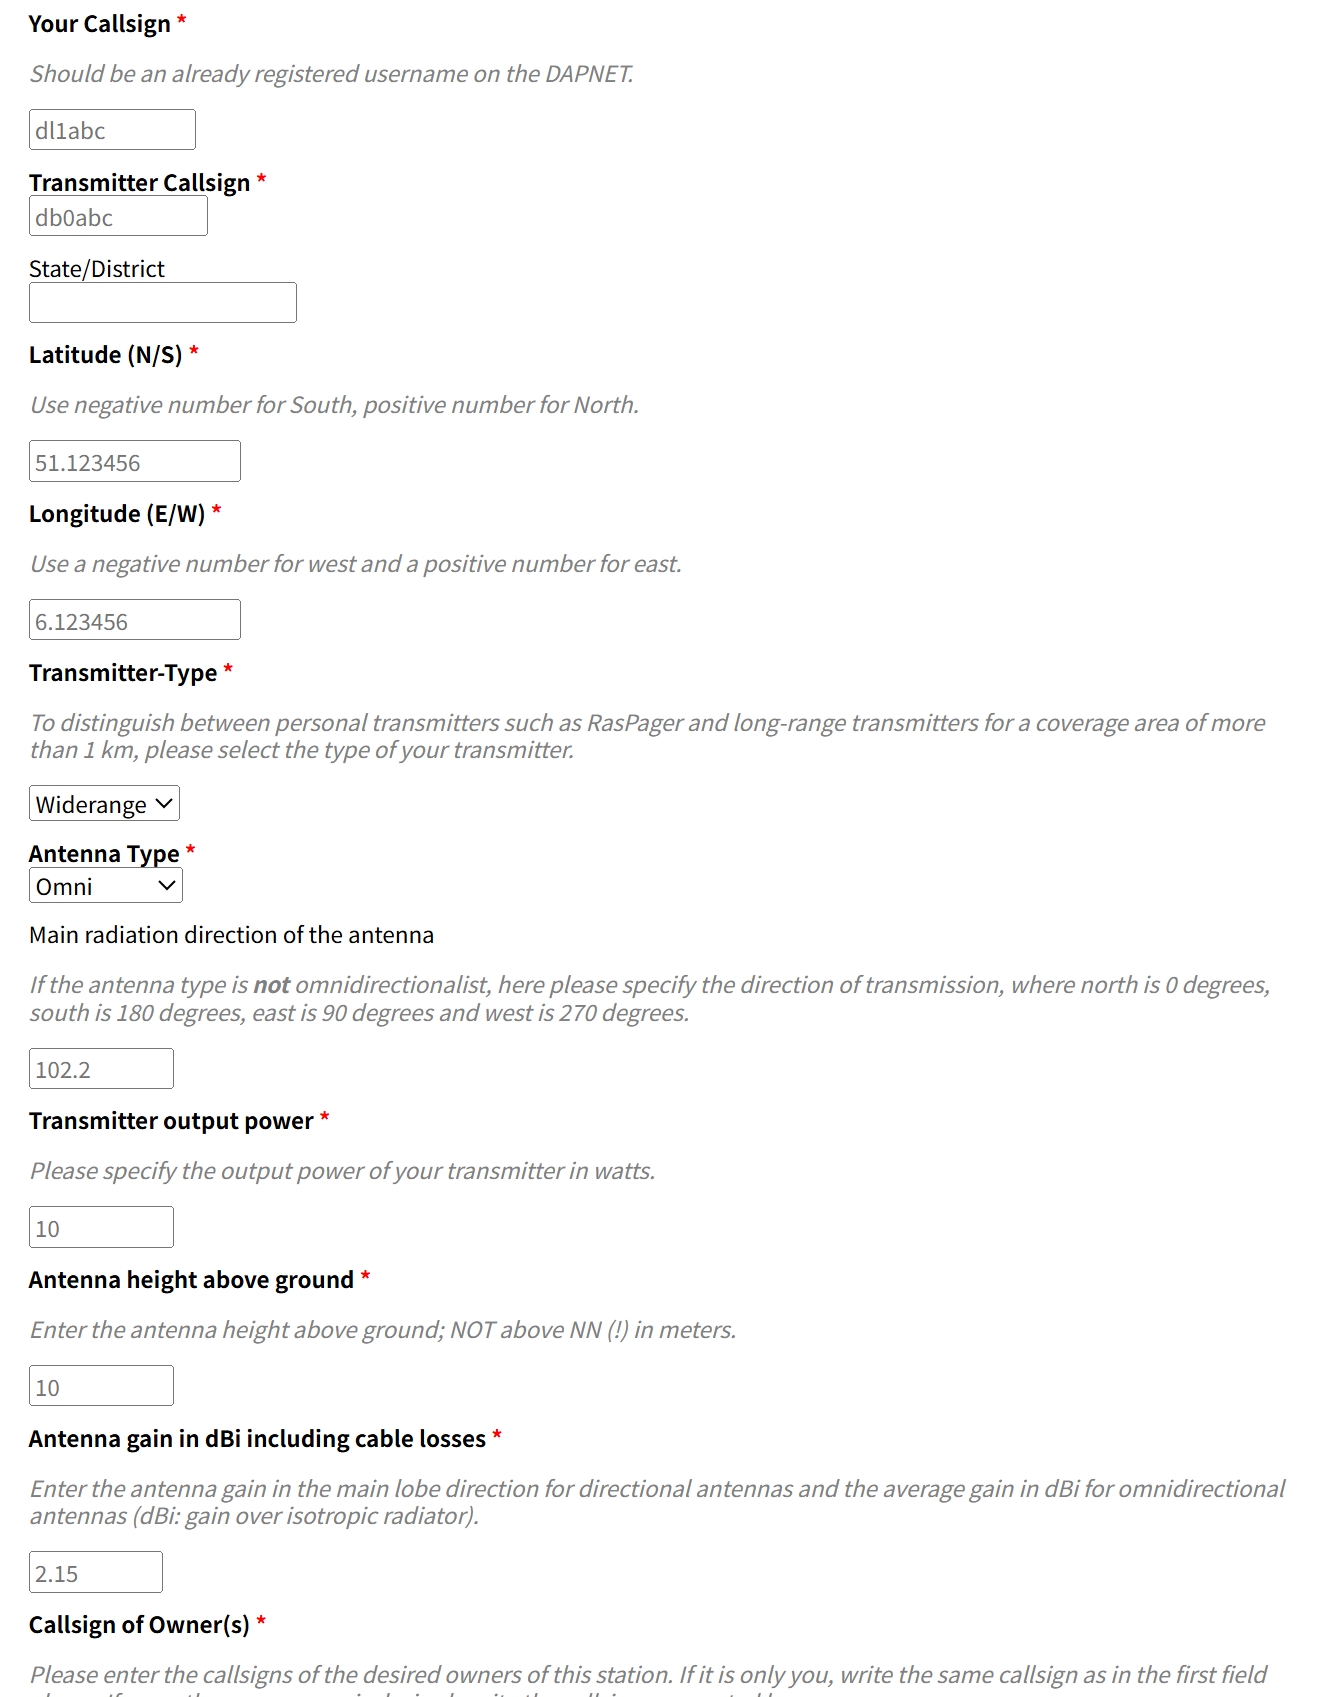 Your Callsign *
Should be an already registered username on the DAPNET.
dl1abc
Transmitter Callsign *
db0abc
State/District
Latitude (N/S) *
Use negative number for South, positive number for North.
51.123456
Longitude (E/W) *
Use a negative number for west and a positive number for east.
6.123456
Transmitter-Type *
To distinguish between personal transmitters such as RasPager and long-range transmitters for a coverage area of more
than 1 km, please select the type of your transmitter.
Widerange
Antenna Type *
Omni
Main radiation direction of the antenna
If the antenna type is not omnidirectionalist, here please specify the direction of transmission, where north is 0 degrees,
south is 180 degrees, east is 90 degrees and west is 270 degrees.
102.2
Transmitter output power *
Please specify the output power of your transmitter in watts.
10
Antenna height above ground *
Enter the antenna height above ground; NOT above NN (!) in meters.
10
Antenna gain in dBi including cable losses *
Enter the antenna gain in the main lobe direction for directional antennas and the average gain in dBi for omnidirectional
antennas (dBi: gain over isotropic radiator).
2.15
Callsign of Owner(s) *
Please enter the callsigns of the desired owners of this station. If it is only you, write the same callsign as in the first field